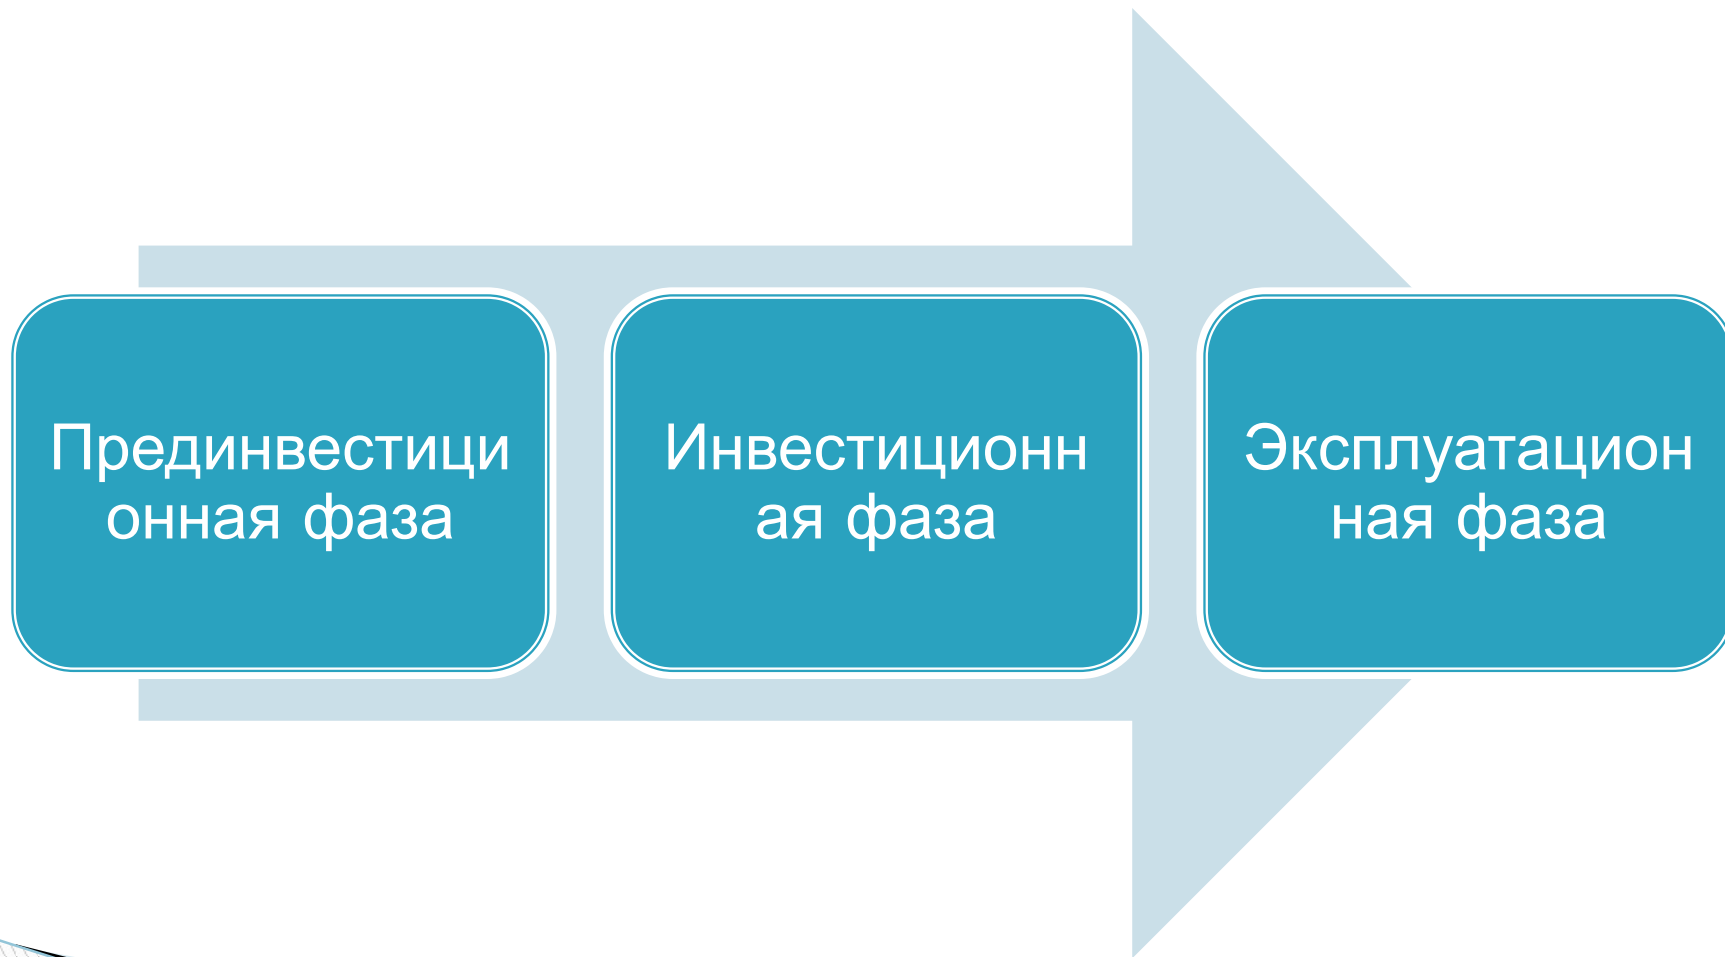 Прединвестици
онная фаза
Инвестиционн
ая фаза
Эксплуатацион
ная фаза